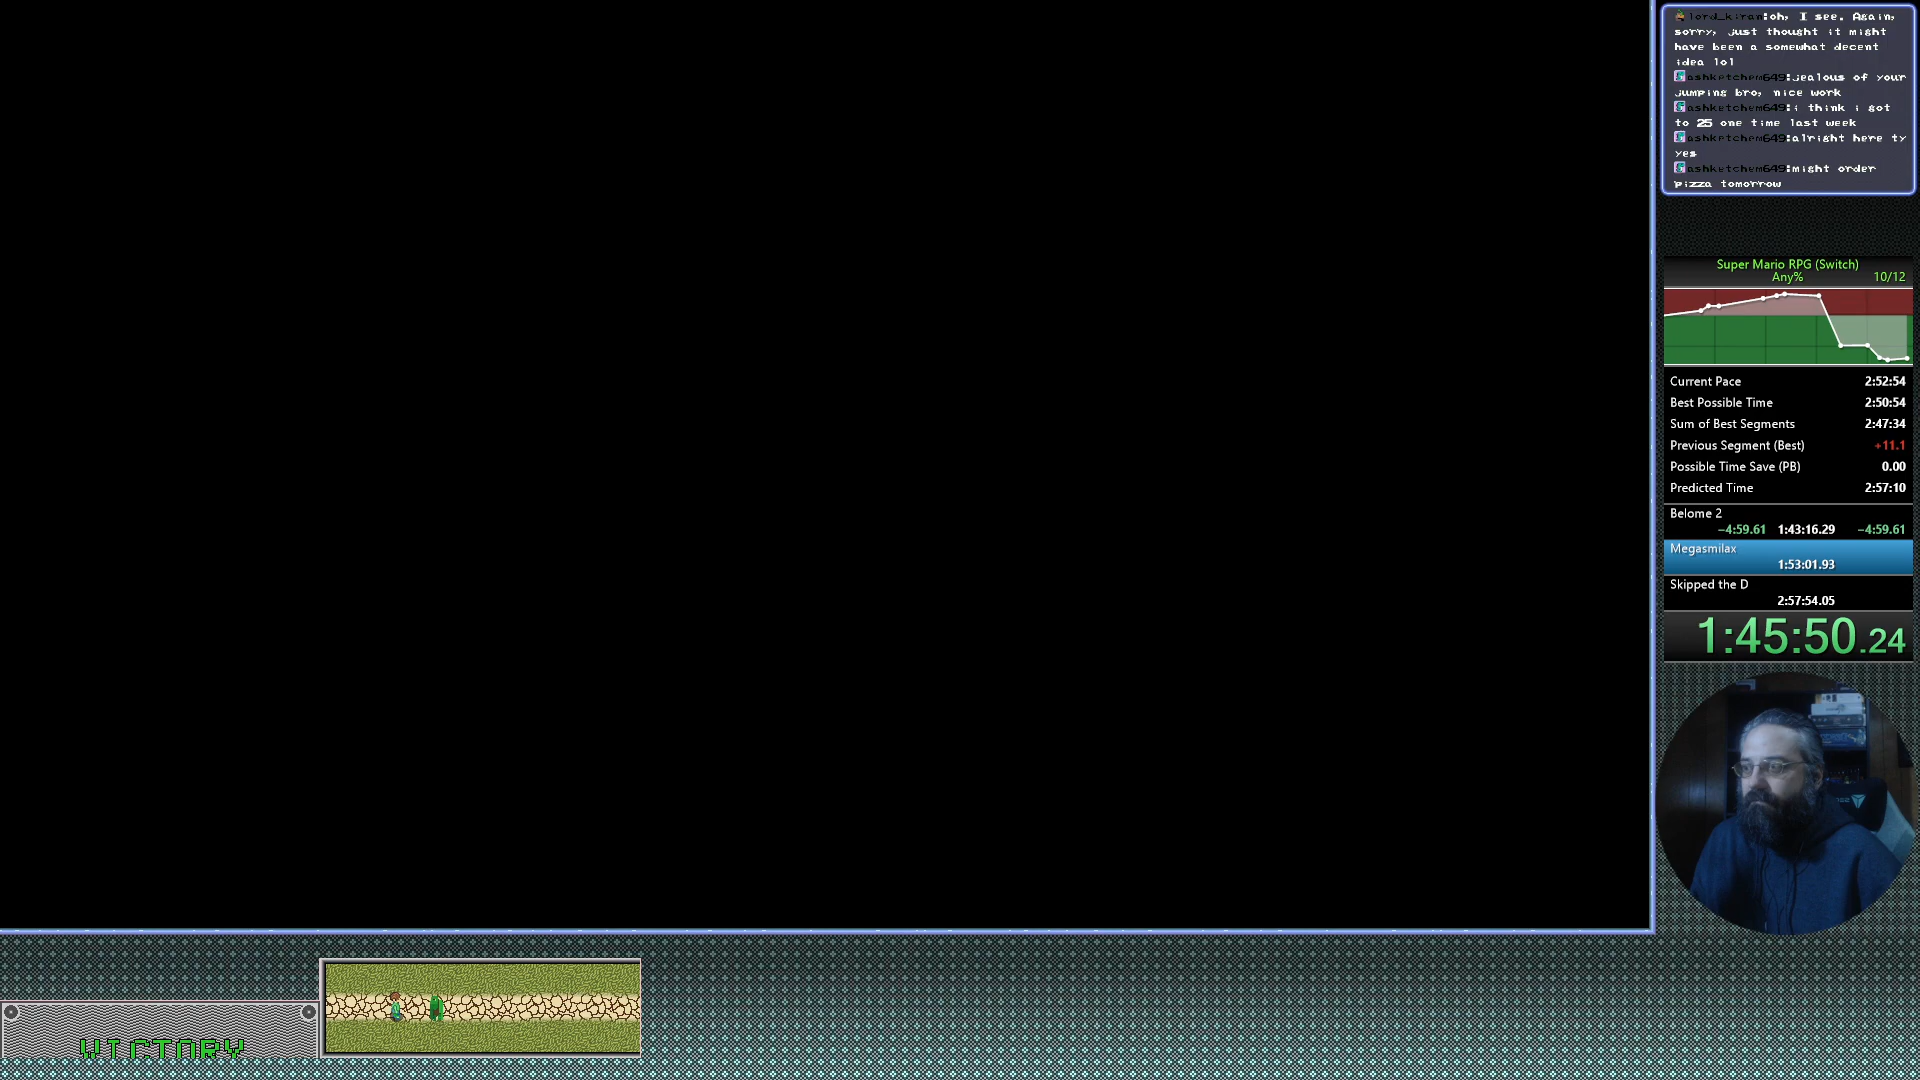 lord_kiran:oh, I see. Again,
sorry, just thought it might
have been a somewhat decent
idea lol
ashketchem649:jealous of your
jumping bro, nice work
ashketchem649:i think i got
to 25 one time last week
ashketchem649:alright here ty
yes
ashketchem649:might order
pizza tomorrow
Super Mario RPG (Switch)
Any% 10/12
Current Pace 2:52:54
Best Possible Time 2:50:54
Sum of Best Segments 2:47:34
Previous Segment (Best) +11.1
Possible Time Save (PB) 0.00
Predicted Time 2:57:10
Belome 2
−4:59.61 1:43:16.29 −4:59.61
Megasmilax
1:53:01.93
Skipped the D
2:57:54.05
1:45:50.24
VICTORY